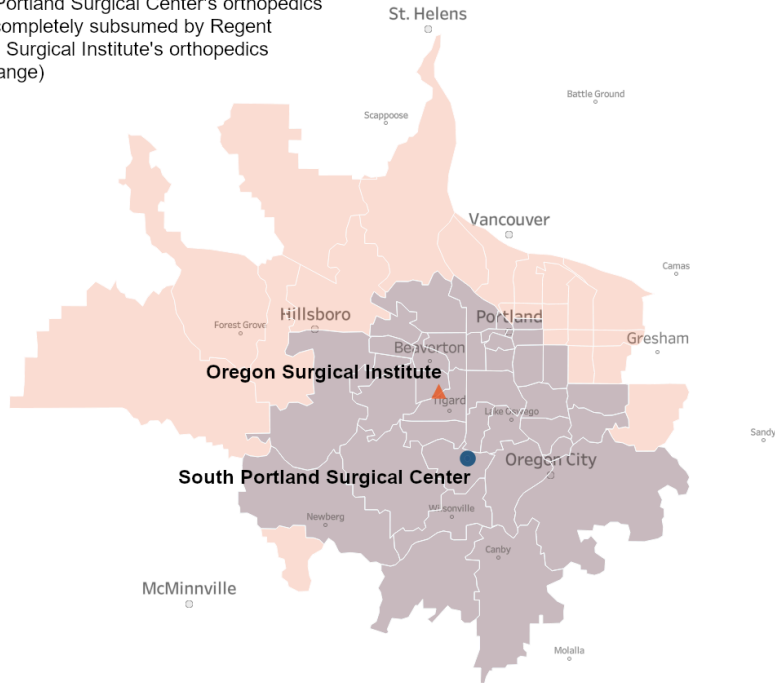 Portland Surgical Center's orthopedics
completely subsumed by Regent
Surgical Institute's orthopedics
ange)
St. Helens
Battle Ground
Scappoose
Vancouver
Camas
Hillsboro
Portland
Forest Grove
Gresham
Beaverton
Oregon Surgical Institute
Tigard
Lake Oswego
Sandy
Oregon City
South Portland Surgical Center
Wilsonville
Newberg
Canby
McMinnville
Molalla